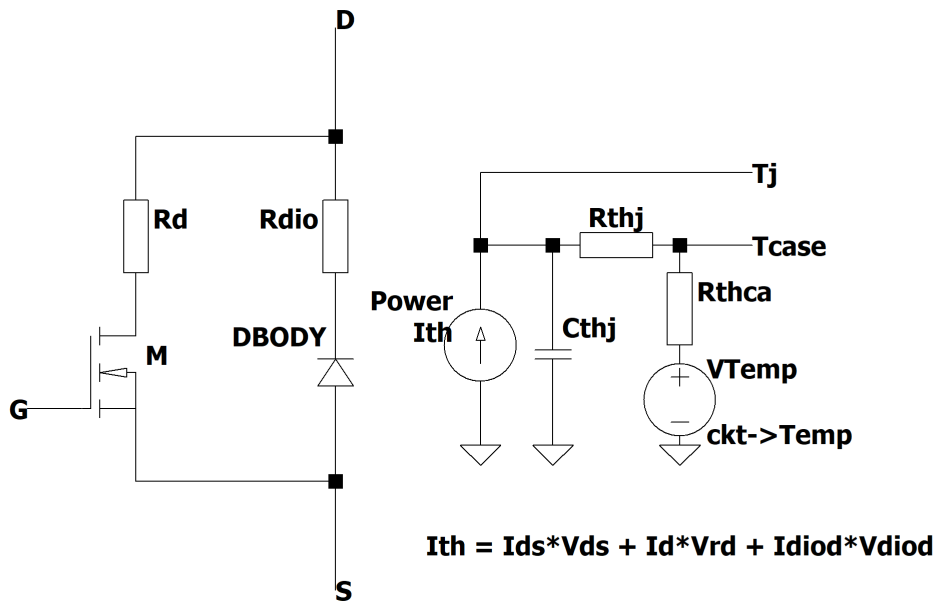 D
Tj
Rd
Rdio
Rthj
Tcase
Rthca
Power
Ith
Cthj
DBODY
M
VTemp
G
ckt->Temp
Ith = Ids*Vds + Id*Vrd + Idiod*Vdiod
S